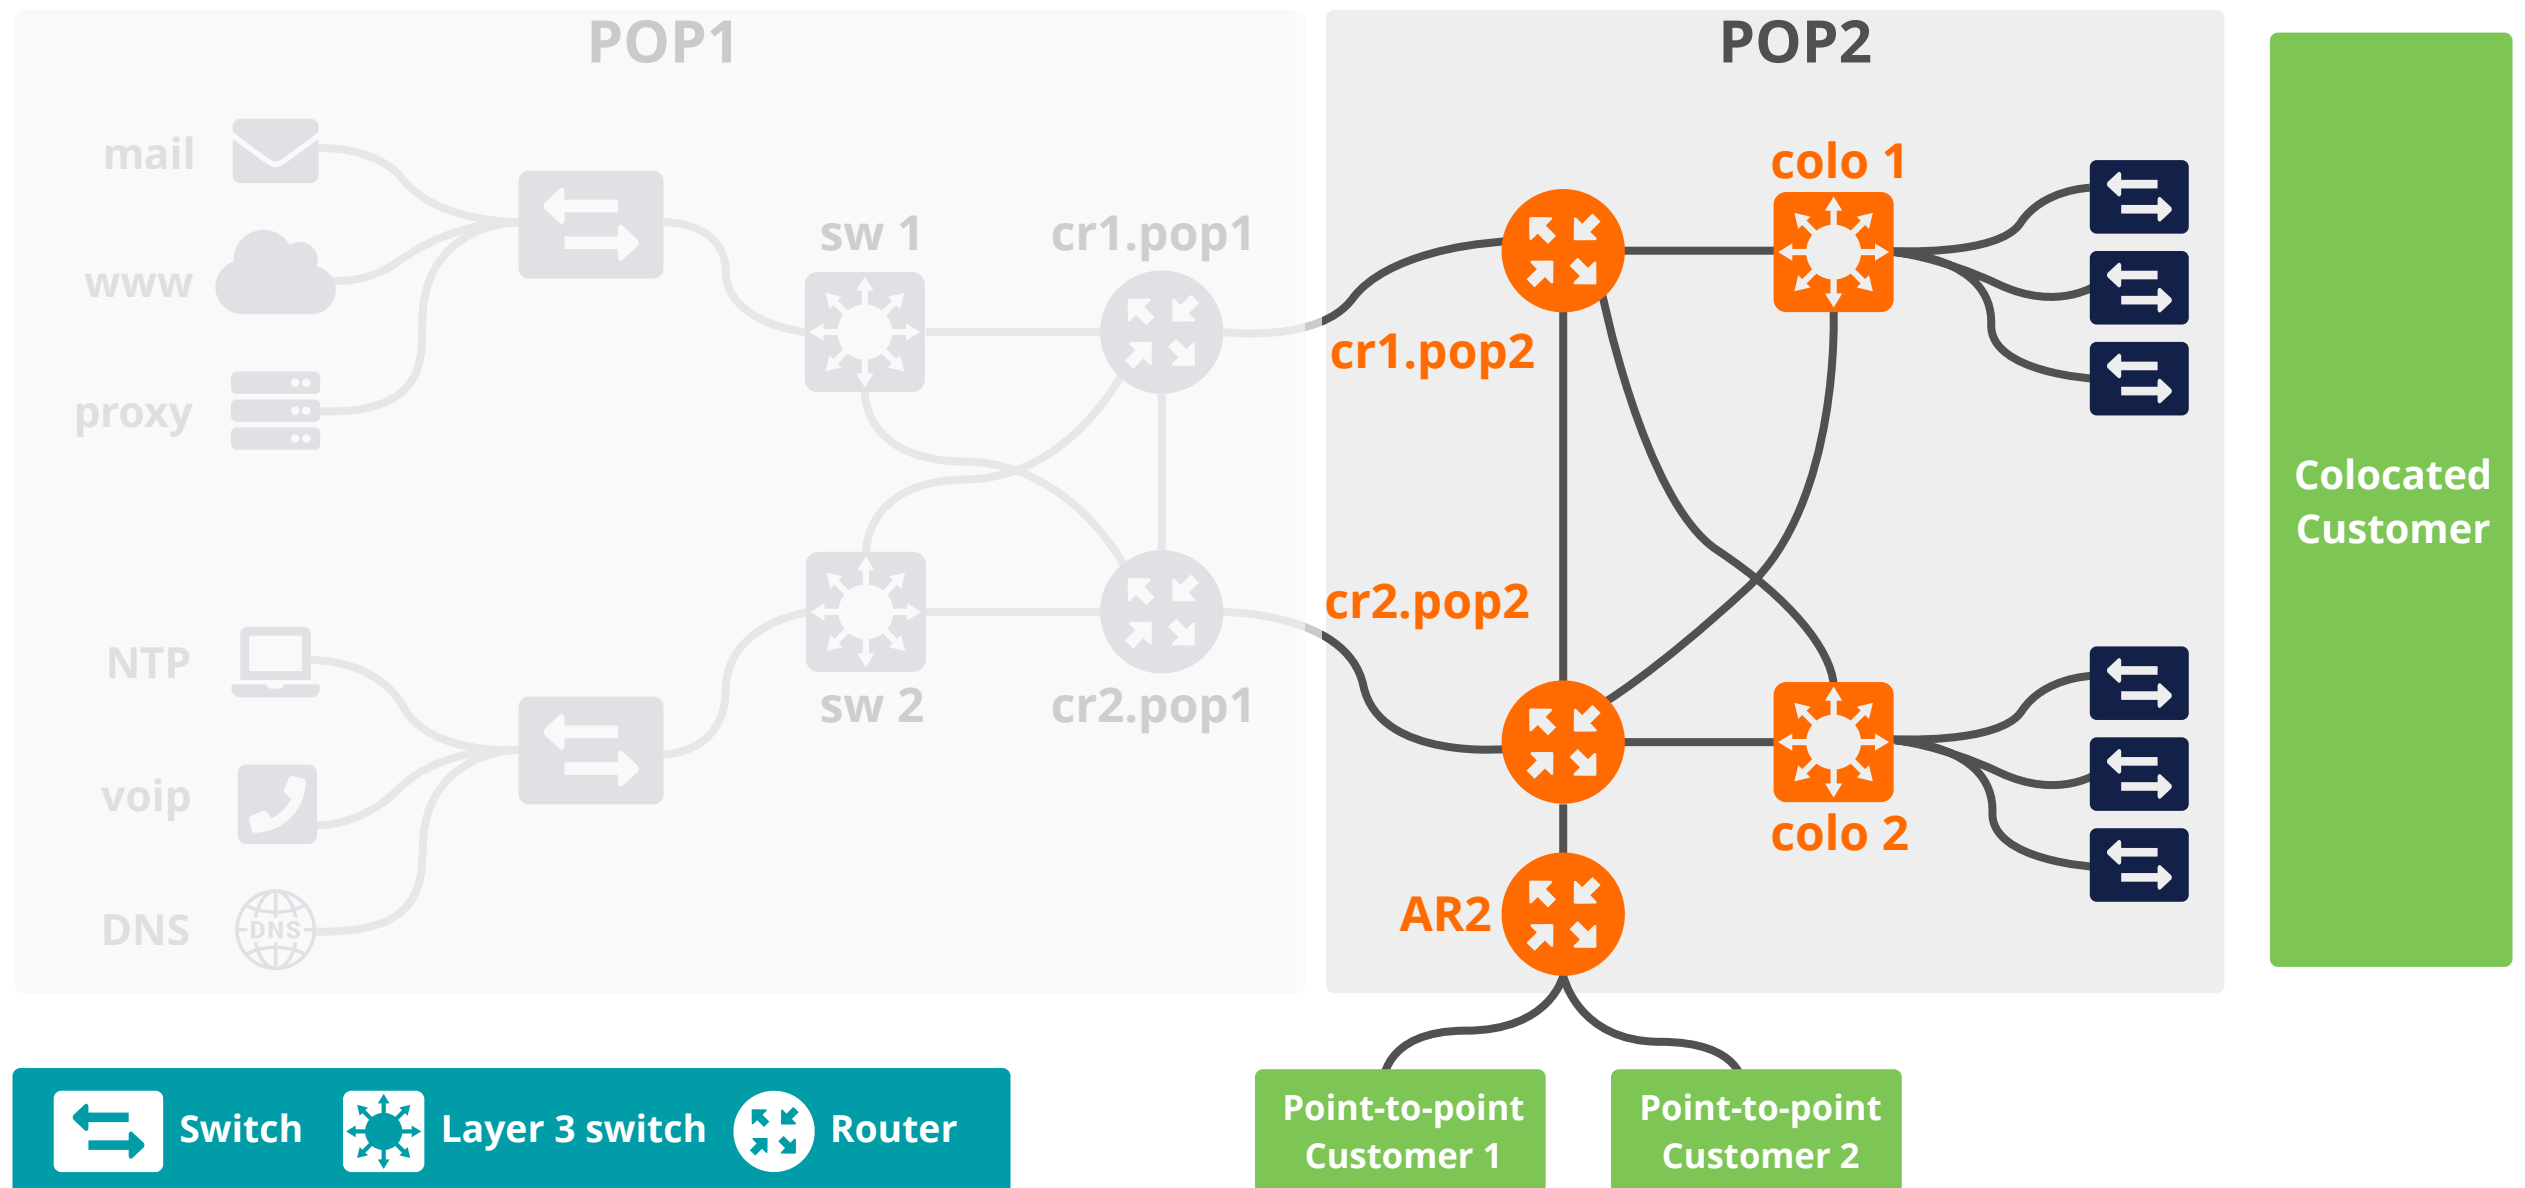 POP1
POP2
mail
www
proxy
NTP
voip
DNS
DNS
sw 1
cr1.pop1
sw 2
cr2.pop1
colo 1
cr1.pop2
cr2.pop2
colo 2
AR2
Colocated
Customer
Switch
Layer 3 switch
Router
Point-to-point
Customer 1
Point-to-point
Customer 2